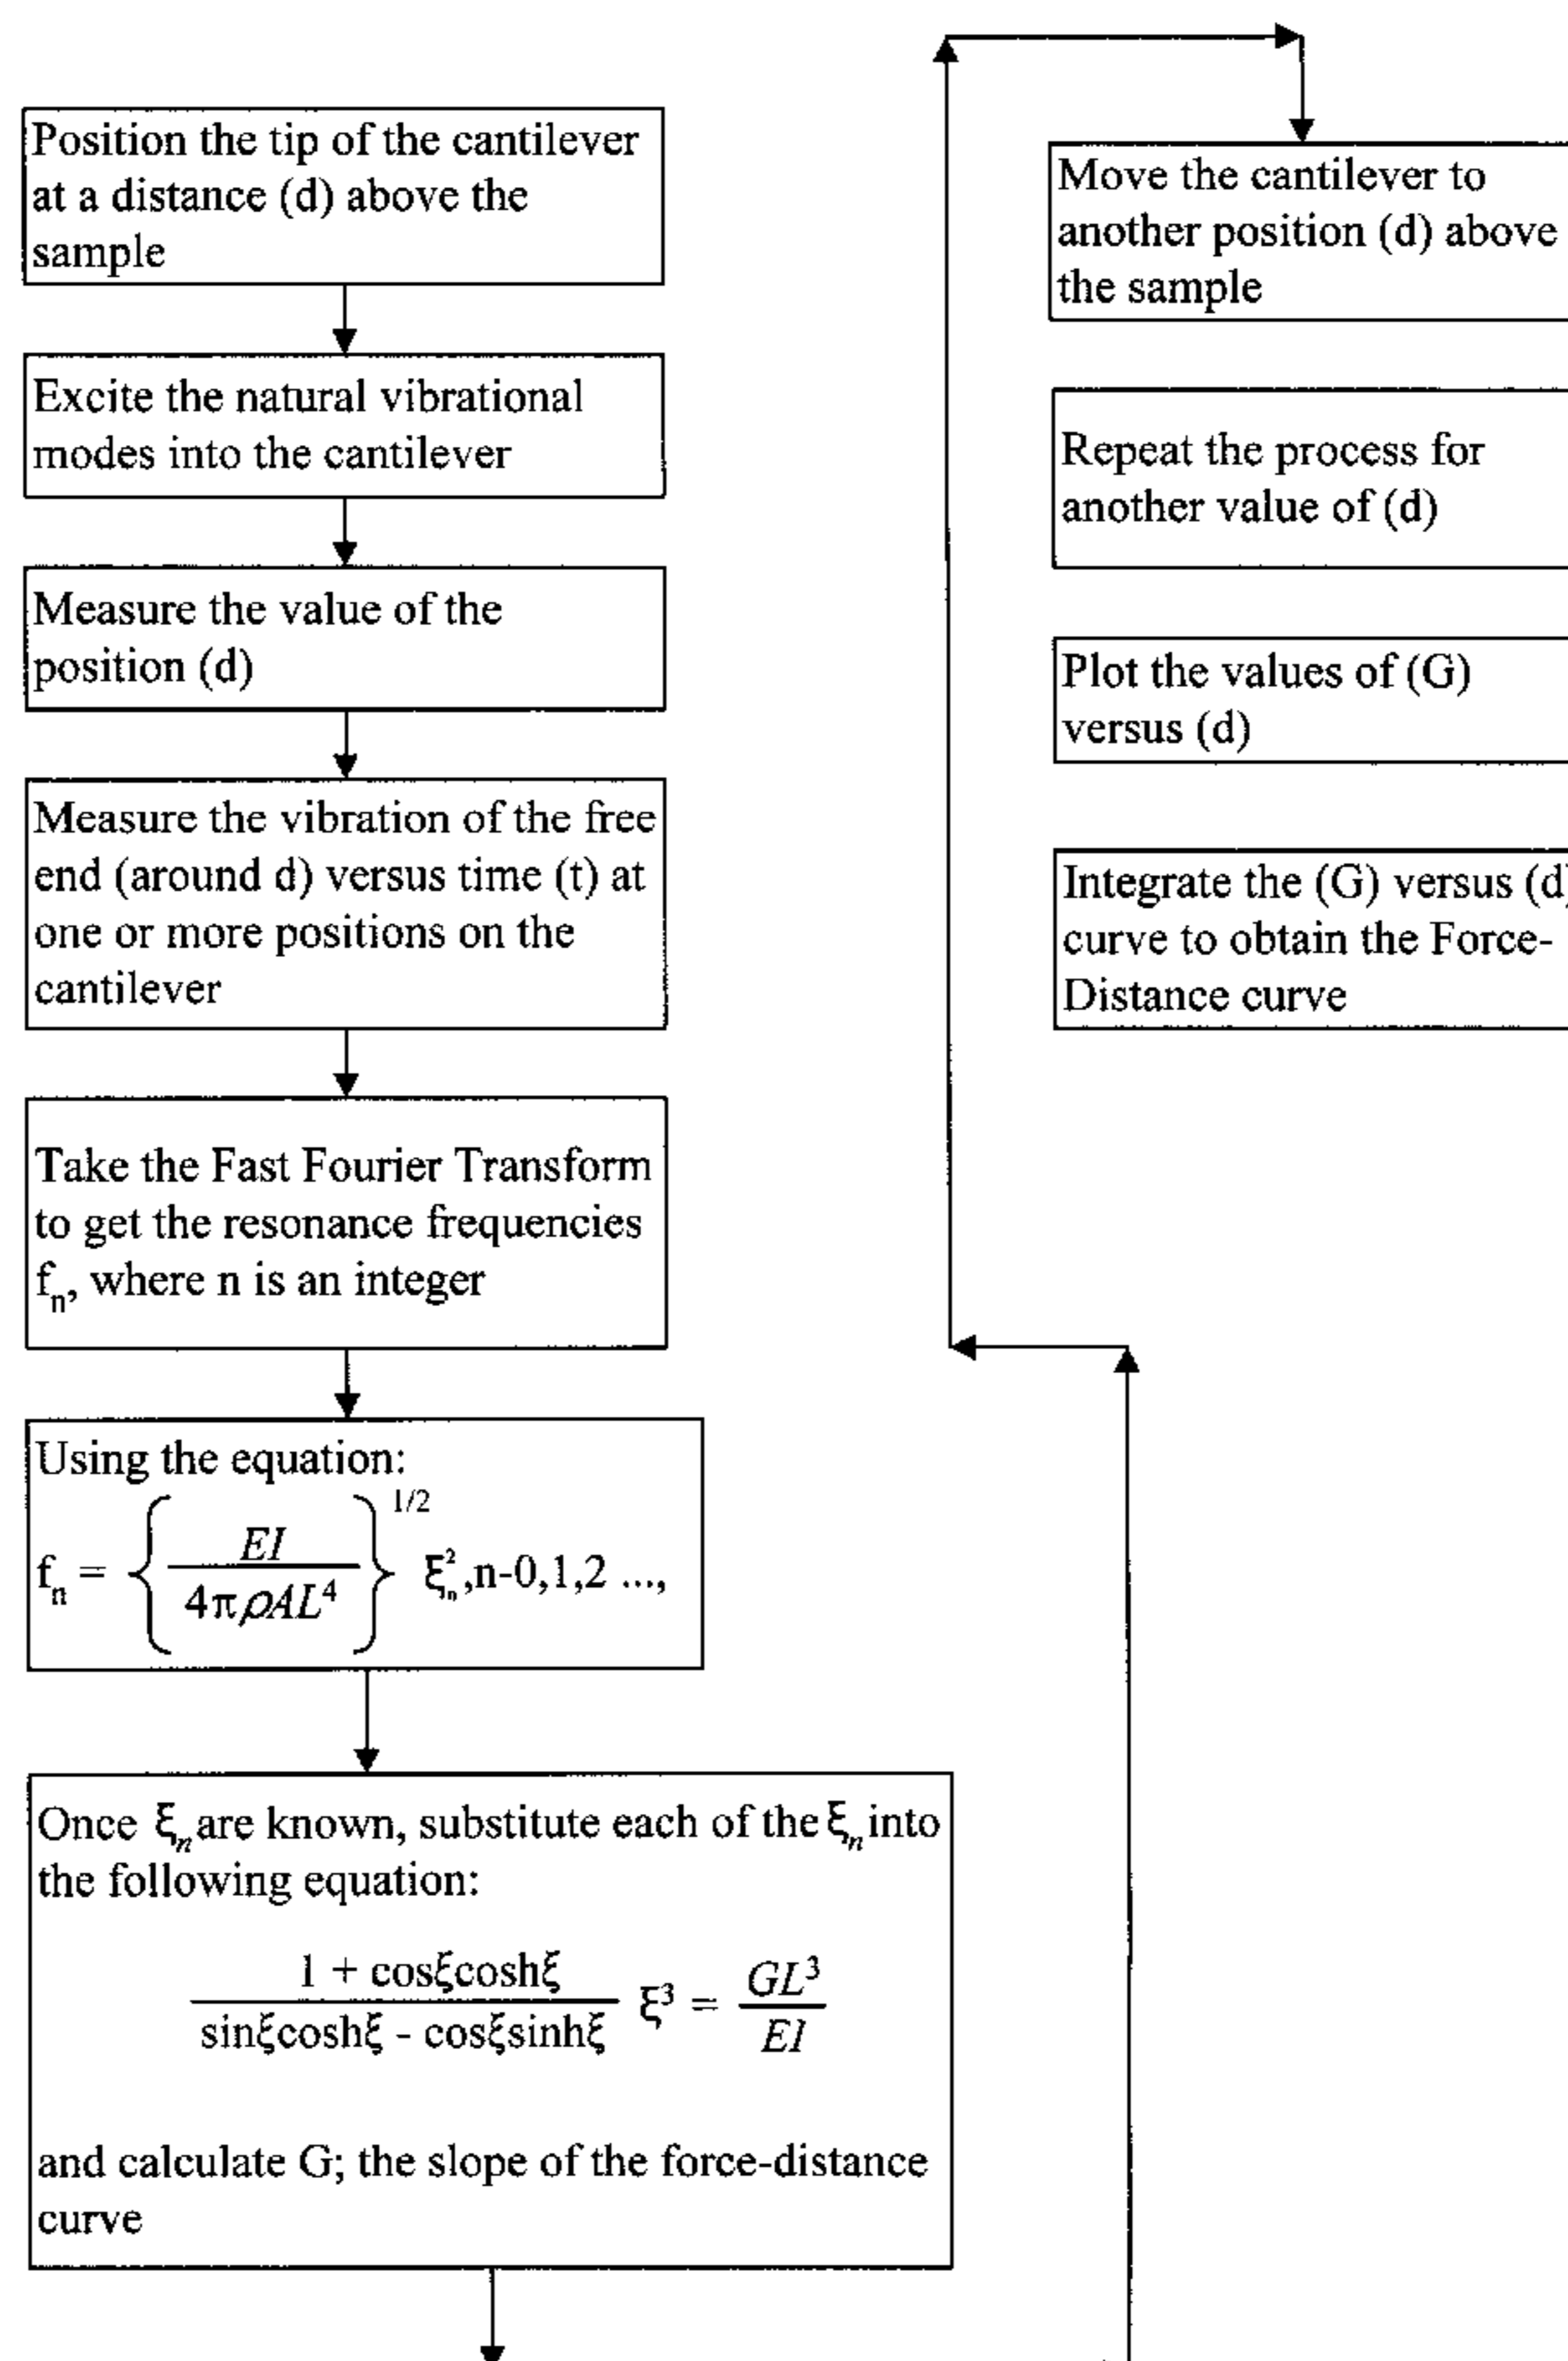 Position the tip of the cantilever
at a distance (d) above the
sample
Excite the natural vibrational
modes into the cantilever
Measure the value of the
position (d)
Measure the vibration of the free
end (around d) versus time (t) at
one or more positions on the
cantilever
Take the Fast Fourier Transform
to get the resonance frequencies
fₙ, where n is an integer
Using the equation:
fₙ = { EI / 4πρAL⁴ }^1/2 ξₙ²,n-0,1,2 ...,
Once ξₙ are known, substitute each of the ξₙ into
the following equation:
1 + cosξcoshξ / sinξcoshξ - cosξsinhξ ξ³ = GL³ / EI
and calculate G; the slope of the force-distance
curve
Move the cantilever to
another position (d) above
the sample
Repeat the process for
another value of (d)
Plot the values of (G)
versus (d)
Integrate the (G) versus (d)
curve to obtain the Force-
Distance curve